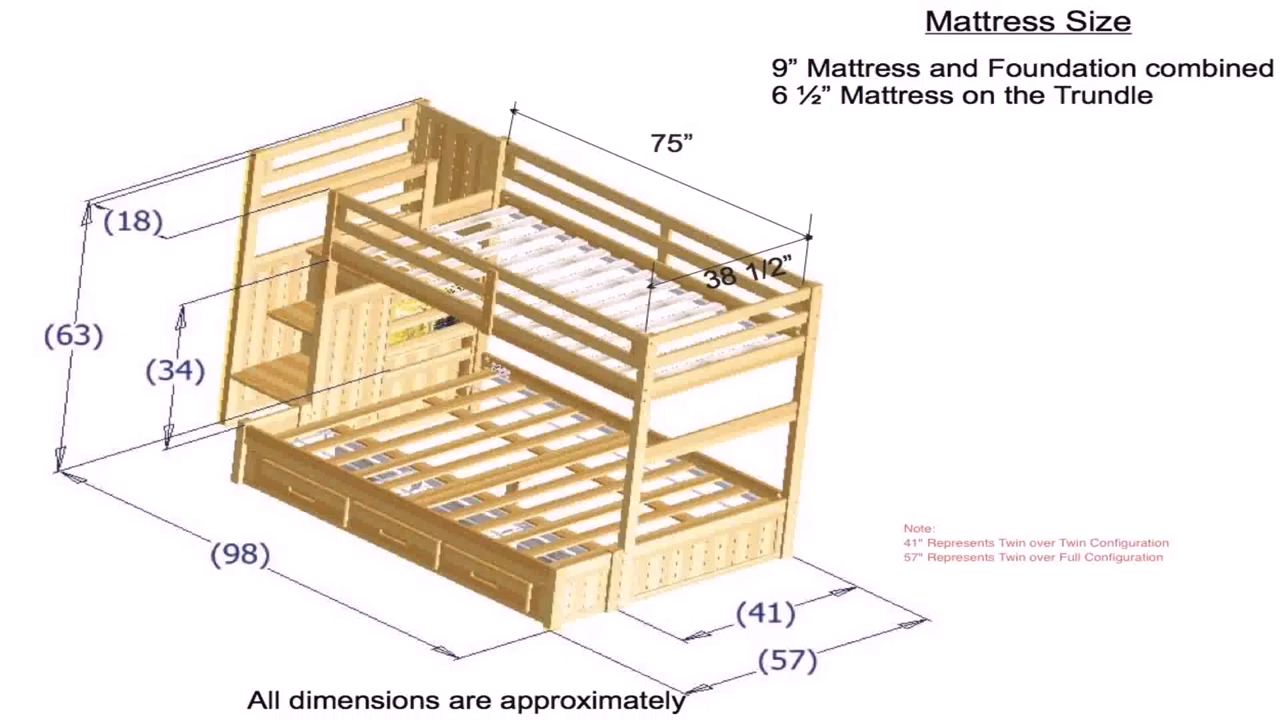 Mattress Size
9” Mattress and Foundation combined
6 ½” Mattress on the Trundle
75”
(18)
38 1/2”
(63)
(34)
Note:
41" Represents Twin over Twin Configuration
57" Represents Twin over Full Configuration
(98)
(41)
(57)
All dimensions are approximately